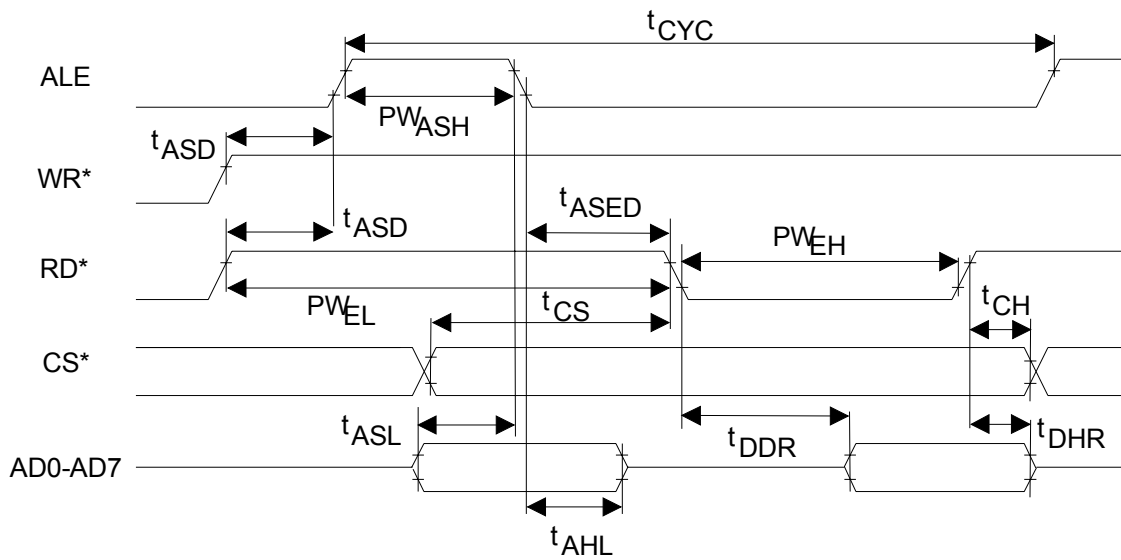 tCYC
ALE
PWASH
tASD
WR*
tASED
tASD
PWEH
RD*
PWEL
tCS
tCH
CS*
tASL
tDDR
tDHR
AD0-AD7
tAHL